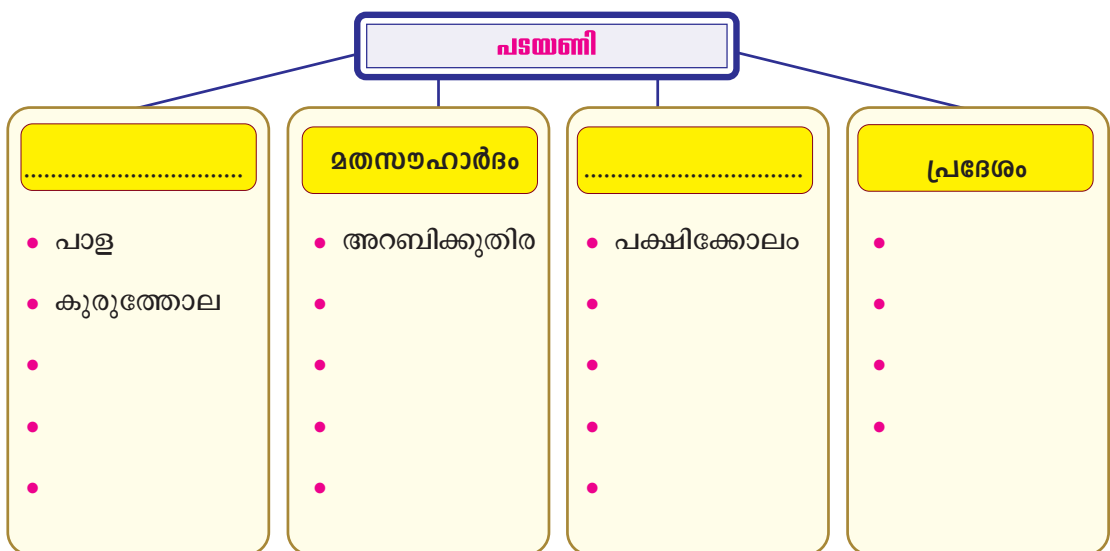 പടയണി
................................
പാള
കുരുത്തോല
മതസൗഹാർദം
അറബിക്കുതിര
................................
പക്ഷിക്കോലം
പ്രദേശം